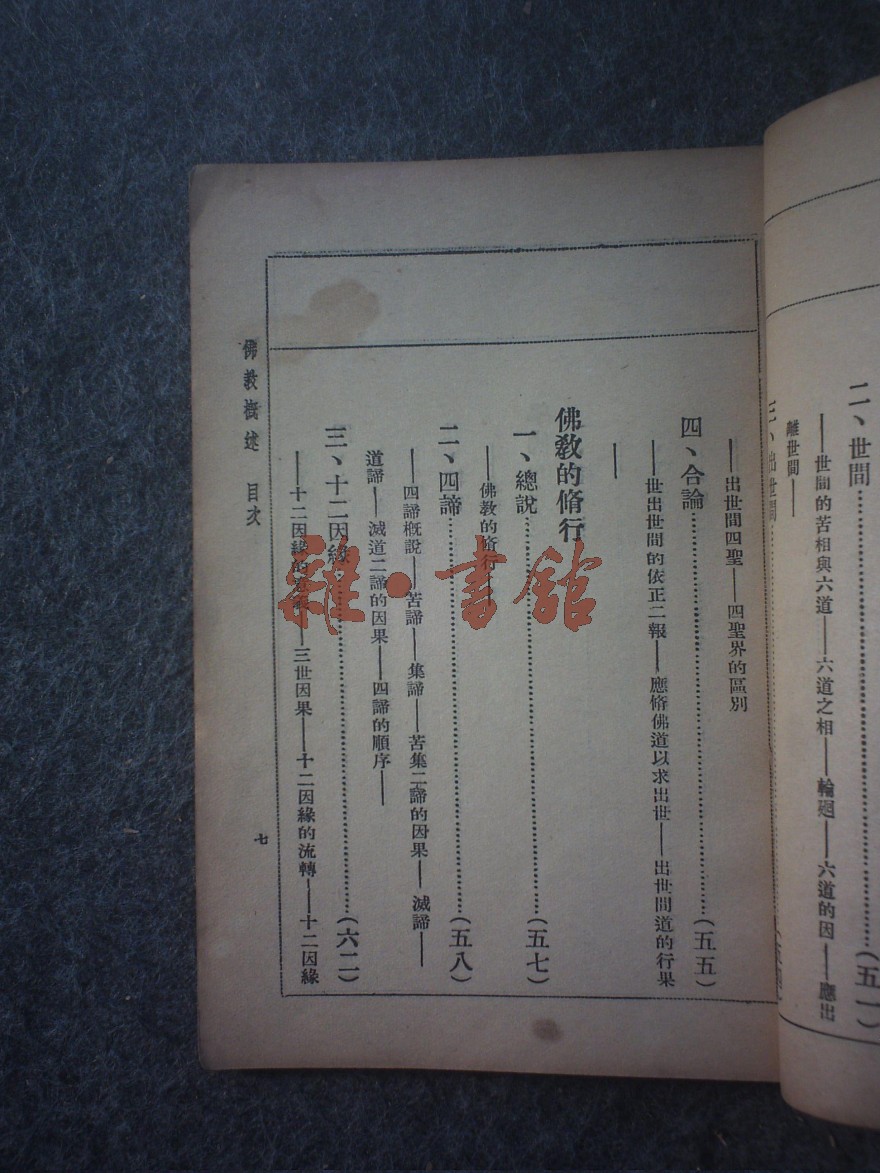 二、世間……(五一)
——世間的苦相與六道——六道之相——輪廻——六道的因——應出
離世間——
三、出世間
——出世間四聖——四聖界的區別
四、合論……(五五)
——世出世間的依正二報——應脩佛道以求出世——出世間道的行果
——
佛教的脩行
一、總說……(五七)
——佛教的脩行
二、四諦……(五八)
——四諦概說——苦諦——集諦——苦集二諦的因果——滅諦——
道諦——滅道二諦的因果——四諦的順序——
三、十二因緣……(六二)
——十二因緣的——三世因果——十二因緣的流轉——十二因緣
佛教概述 目次
七
雜·書館